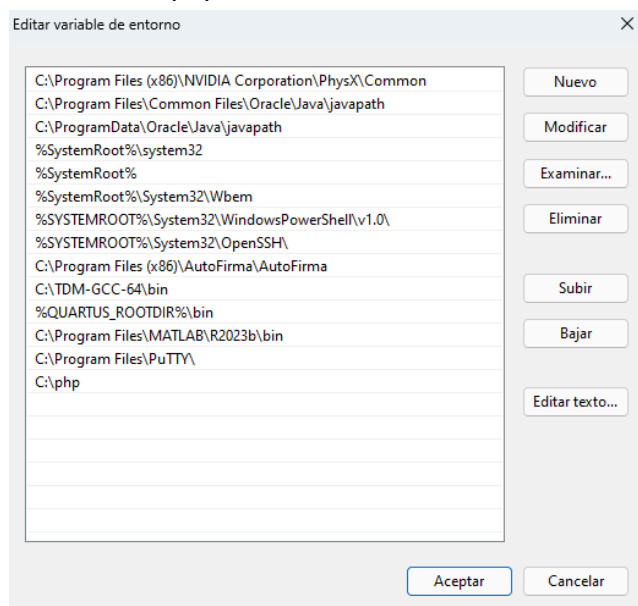 Editar variable de entorno
C:\Program Files (x86)\NVIDIA Corporation\PhysX\Common
C:\Program Files\Common Files\Oracle\Java\javapath
C:\ProgramData\Oracle\Java\javapath
%SystemRoot%\system32
%SystemRoot%
%SystemRoot%\System32\Wbem
%SYSTEMROOT%\System32\WindowsPowerShell\v1.0\
%SYSTEMROOT%\System32\OpenSSH\
C:\Program Files (x86)\AutoFirma\AutoFirma
C:\TDM-GCC-64\bin
%QUARTUS_ROOTDIR%\bin
C:\Program Files\MATLAB\R2023b\bin
C:\Program Files\PuTTY\
C:\php
Nuevo
Modificar
Examinar...
Eliminar
Subir
Bajar
Editar texto...
Aceptar
Cancelar